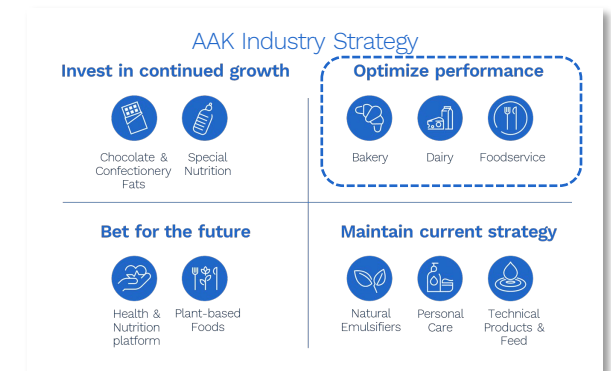 AAK Industry Strategy
Invest in continued growth
Chocolate &
Confectionery
Fats
Special
Nutrition
Optimize performance
Bakery
Dairy
Foodservice
Bet for the future
Health &
Nutrition
platform
Plant-based
Foods
Maintain current strategy
Natural
Emulsifiers
Personal
Care
Technical
Products &
Feed